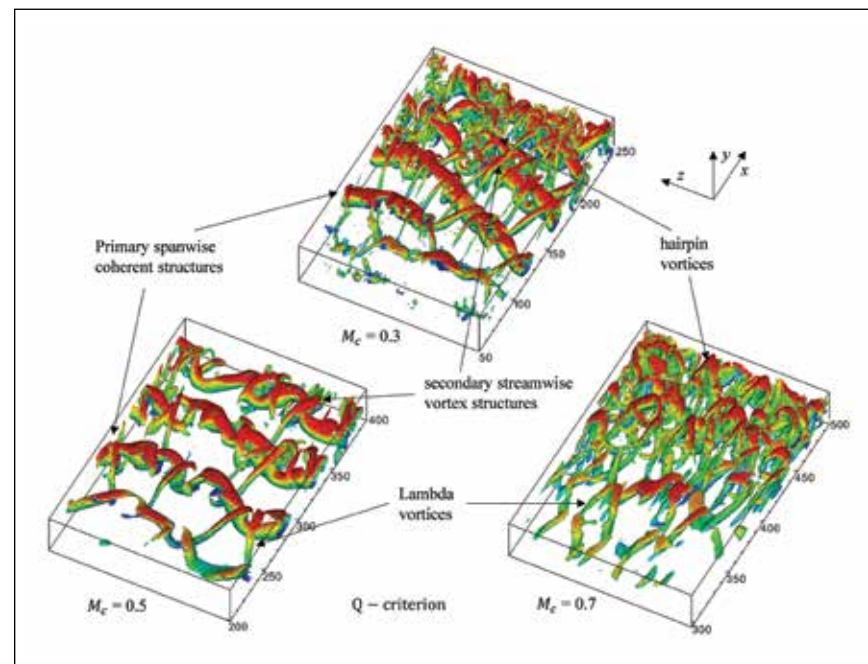 250
y
z
x
200
Primary spanwise
coherent structures
hairpin
vortices
150
100
50
M_c = 0.3
secondary streamwise
vortex structures
400
500
350
450
Lambda
vortices
300
400
250
350
M_c = 0.5
Q − criterion
M_c = 0.7
200
300